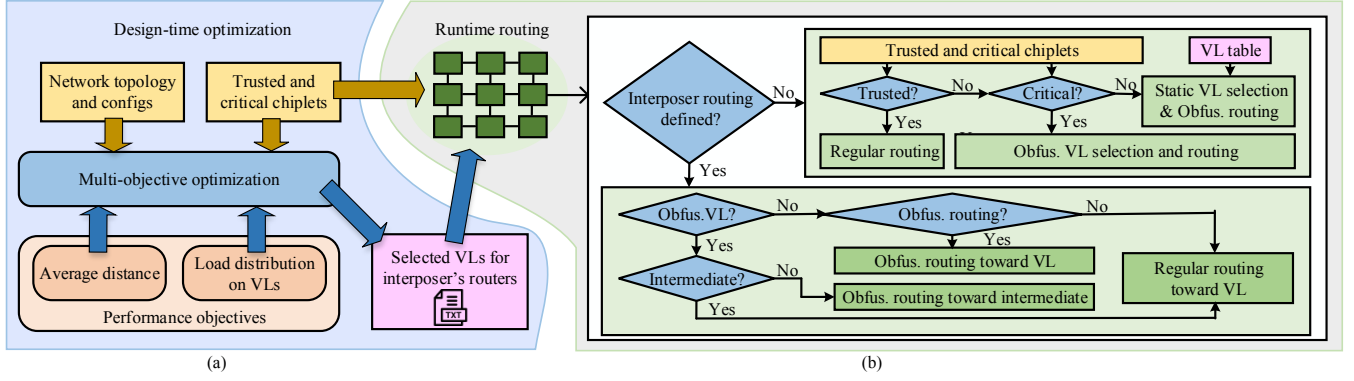 Design-time optimization
Network topology
and configs
Trusted and
critical chiplets
Multi-objective optimization
Average distance
Load distribution
on VLs
Performance objectives
Selected VLs for
interposer's routers
TXT
(a)
Runtime routing
Interposer routing
defined?
No
Yes
Trusted and critical chiplets
VL table
Trusted?
No
Critical?
No
Static VL selection
& Obfus. routing
Yes
Yes
Regular routing
Obfus. VL selection and routing
Obfus.VL?
No
Obfus. routing?
No
Yes
Yes
Obfus. routing toward VL
Intermediate?
No
Obfus. routing toward intermediate
Yes
Regular routing
toward VL
(b)